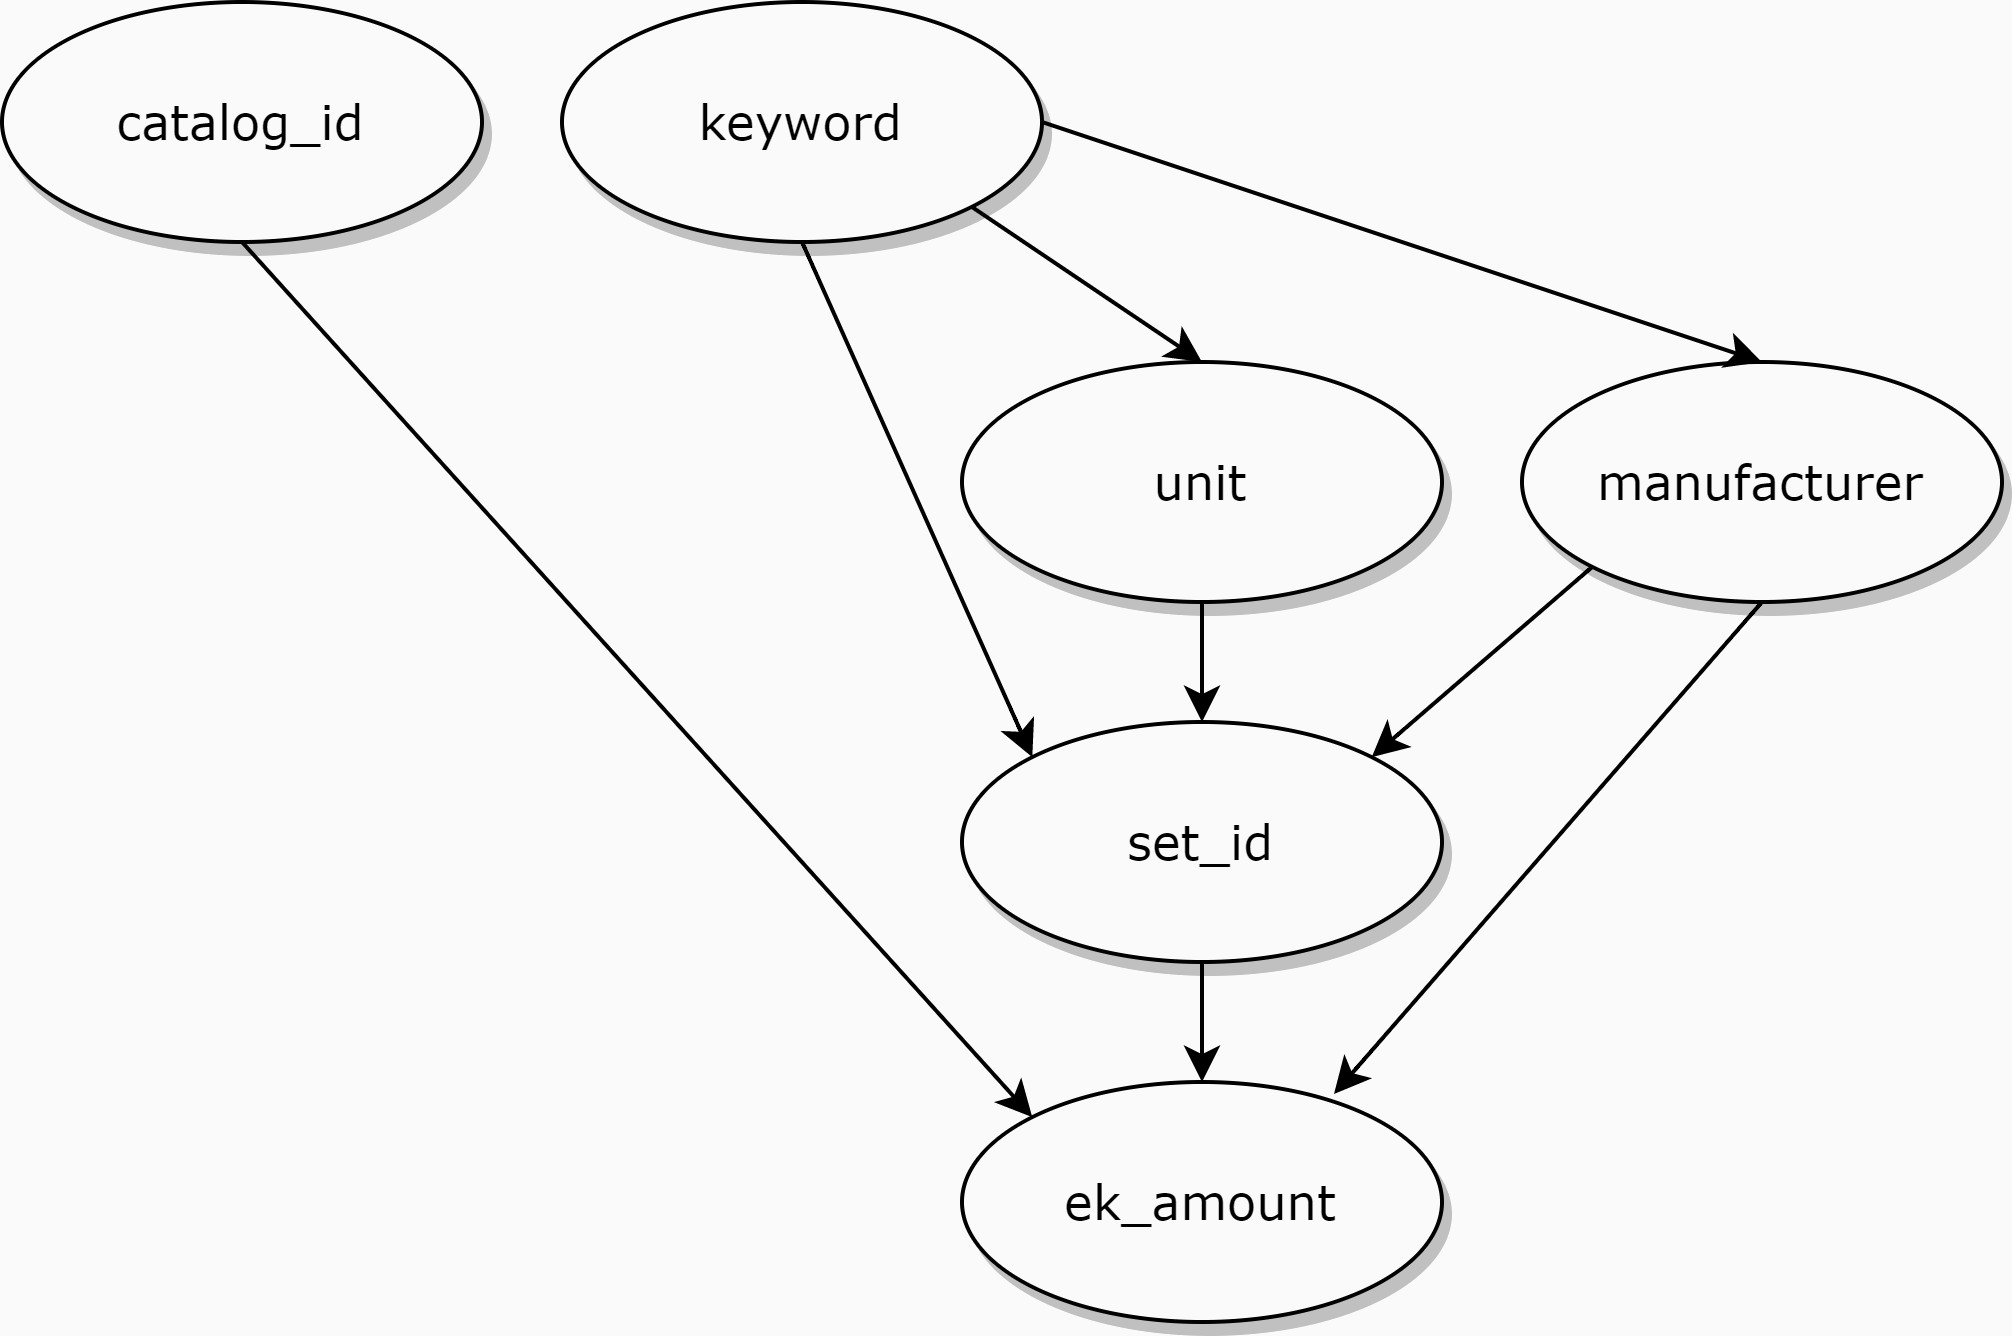 catalog_id
keyword
unit
manufacturer
set_id
ek_amount